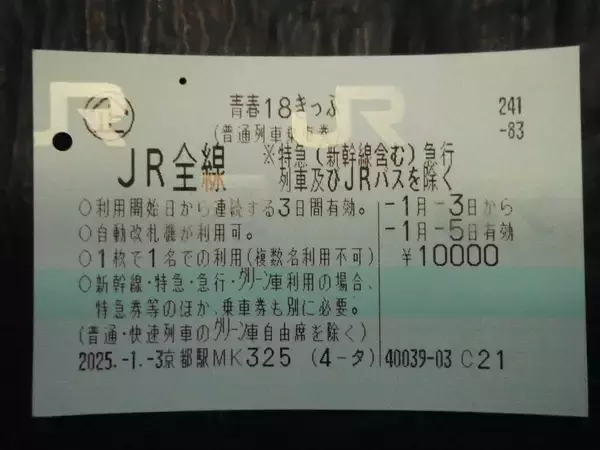 青春18きっぷ 241
(普通列車乗車券 -83
JR全線 ※特急(新幹線含む)急行
列車及びJRバスを除く
○利用開始日から連続する3日間有効。 -1月-3日から
○自動改札機が利用可。 -1月-5日有効
○1枚で1名での利用(複数名利用不可) ¥10000
○新幹線・特急・急行・グリーン車利用の場合、
特急券等のほか、乗車券も別に必要。
(普通・快速列車のグリーン車自由席を除く)
2025.-1.-3京都駅MK325 (4-タ) 40039-03 C21